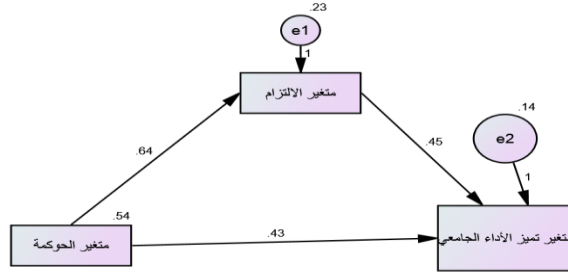 .23
e1
1
متغير الالتزام
.14
e2
.64
.45
1
.54
متغير الحوكمة
.43
متغير تميز الأداء الجامعي